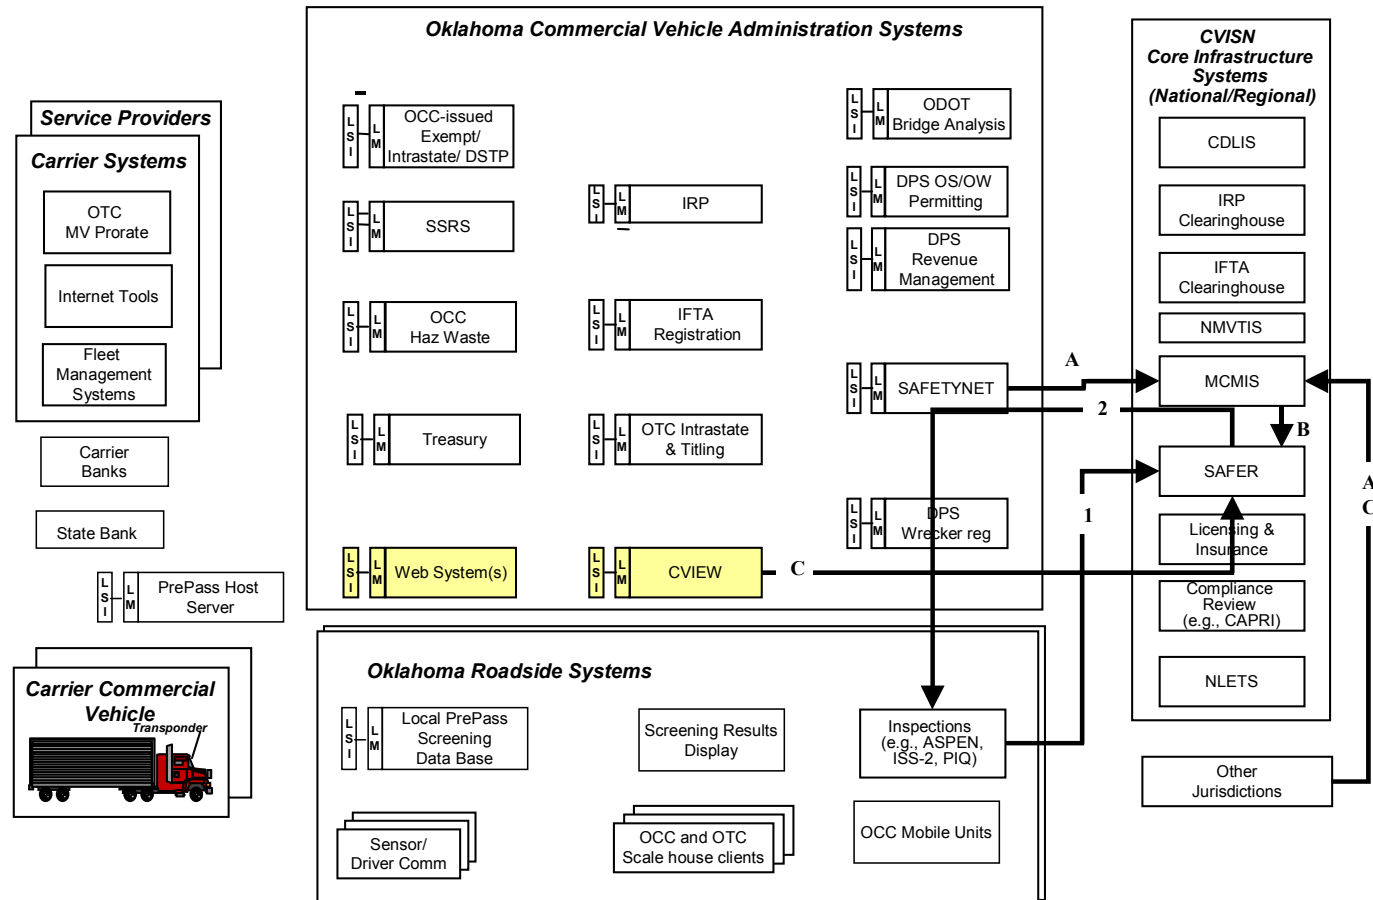 Oklahoma Commercial Vehicle Administration Systems
CVISN
Core Infrastructure
Systems
(National/Regional)
Service Providers
Carrier Systems
OTC
MV Prorate
Internet Tools
Fleet
Management
Systems
Carrier
Banks
State Bank
L
S
I
L
M
PrePass Host
Server
Carrier Commercial
Vehicle
Transponder
L
S
I
L
M
OCC-issued
Exempt/
Intrastate/ DSTP
L
S
I
L
M
SSRS
L
S
I
L
M
OCC
Haz Waste
L
S
I
L
M
Treasury
L
S
I
L
M
Web System(s)
L
S
I
L
M
IRP
L
S
I
L
M
IFTA
Registration
L
S
I
L
M
OTC Intrastate
& Titling
L
S
I
L
M
CVIEW
C
L
S
I
L
M
ODOT
Bridge Analysis
L
S
I
L
M
DPS OS/OW
Permitting
L
S
I
L
M
DPS
Revenue
Management
L
S
I
L
M
SAFETYNET
A
2
1
L
S
I
L
M
DPS
Wrecker reg
CDLIS
IRP
Clearinghouse
IFTA
Clearinghouse
NMVTIS
MCMIS
B
SAFER
A
C
Licensing &
Insurance
Compliance
Review
(e.g., CAPRI)
NLETS
Other
Jurisdictions
Oklahoma Roadside Systems
L
S
I
L
M
Local PrePass
Screening
Data Base
Screening Results
Display
Inspections
(e.g., ASPEN,
ISS-2, PIQ)
Sensor/
Driver Comm
OCC and OTC
Scale house clients
OCC Mobile Units